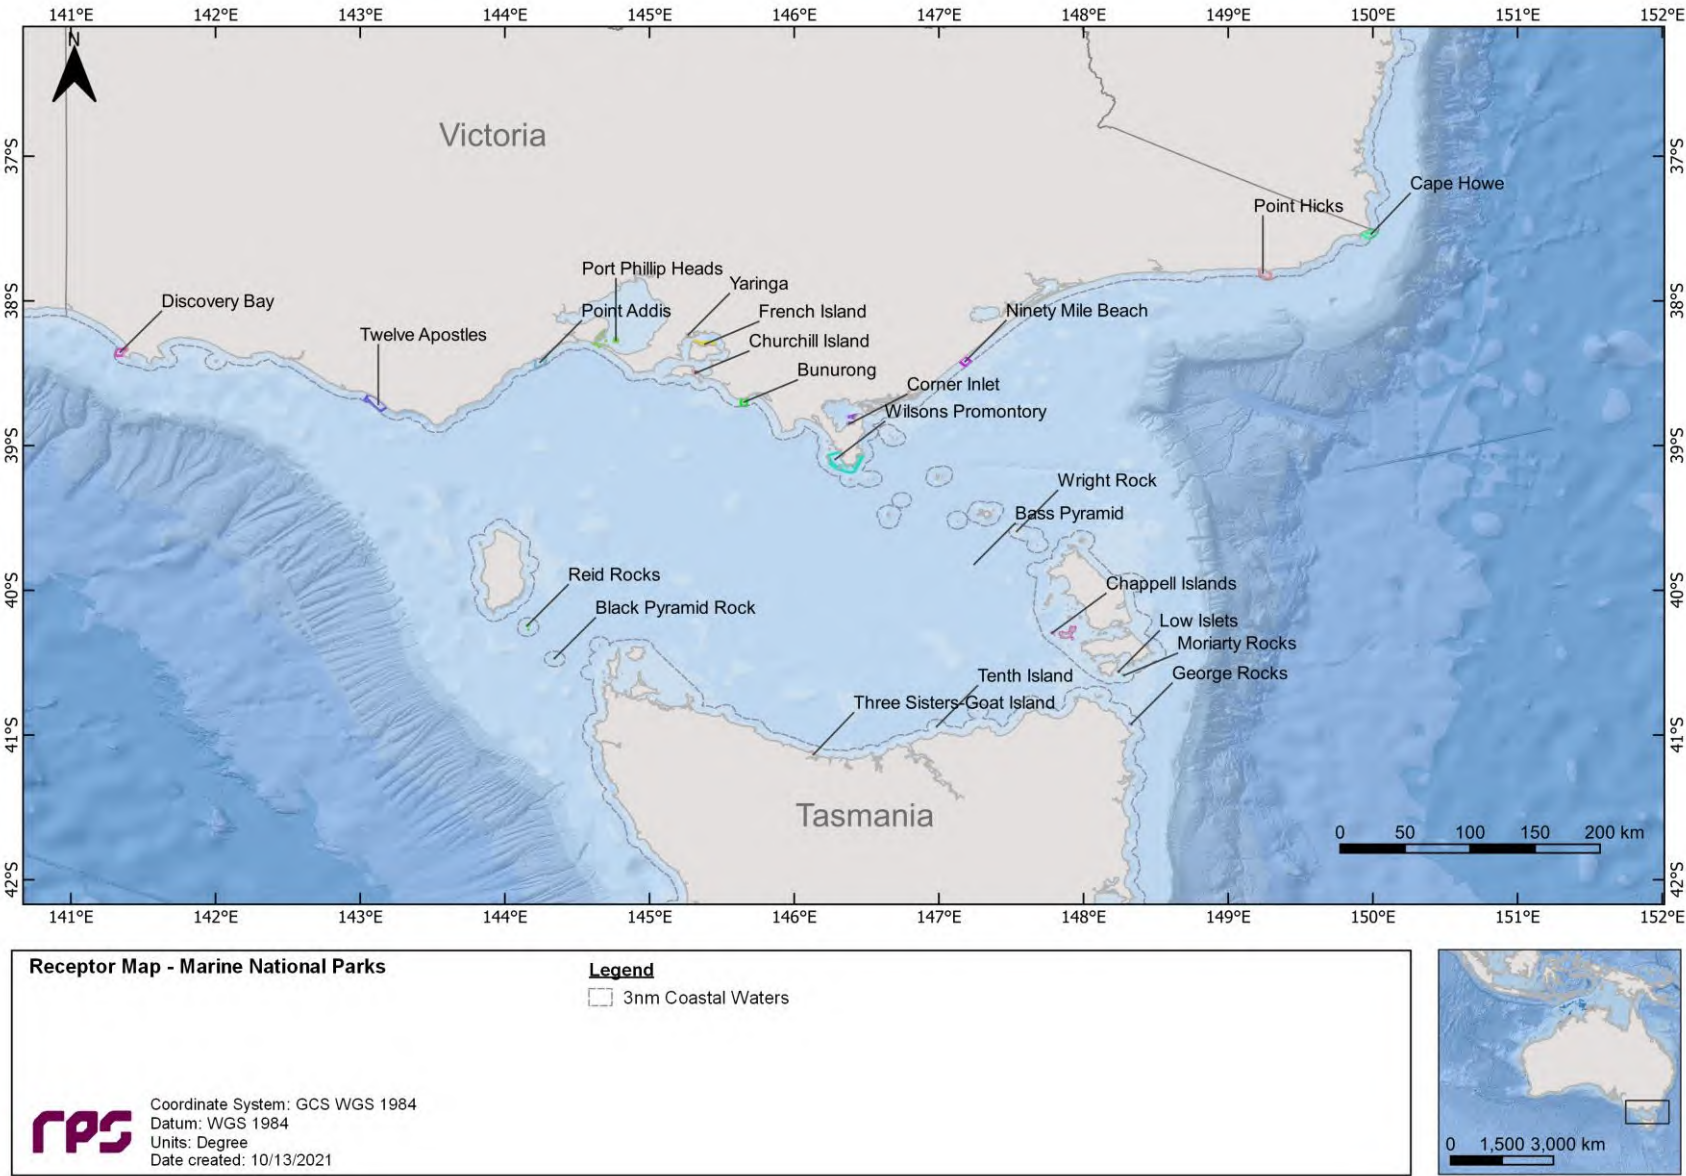 141°E 142°E 143°E 144°E 145°E 146°E 147°E 148°E 149°E 150°E 151°E 152°E
N
Victoria
37°S 37°S
Cape Howe
Point Hicks
Port Phillip Heads
Yaringa
38°S 38°S
Discovery Bay
Point Addis
French Island
Ninety Mile Beach
Twelve Apostles
Churchill Island
Bunurong
Corner Inlet
Wilsons Promontory
39°S 39°S
Wright Rock
Bass Pyramid
Reid Rocks
Chappell Islands
40°S 40°S
Black Pyramid Rock
Low Islets
Moriarty Rocks
Tenth Island
George Rocks
Three Sisters-Goat Island
41°S 41°S
Tasmania
0 50 100 150 200 km
42°S 42°S
141°E 142°E 143°E 144°E 145°E 146°E 147°E 148°E 149°E 150°E 151°E 152°E
Receptor Map - Marine National Parks
Legend
3nm Coastal Waters
rps
Coordinate System: GCS WGS 1984
Datum: WGS 1984
Units: Degree
Date created: 10/13/2021
0 1,500 3,000 km